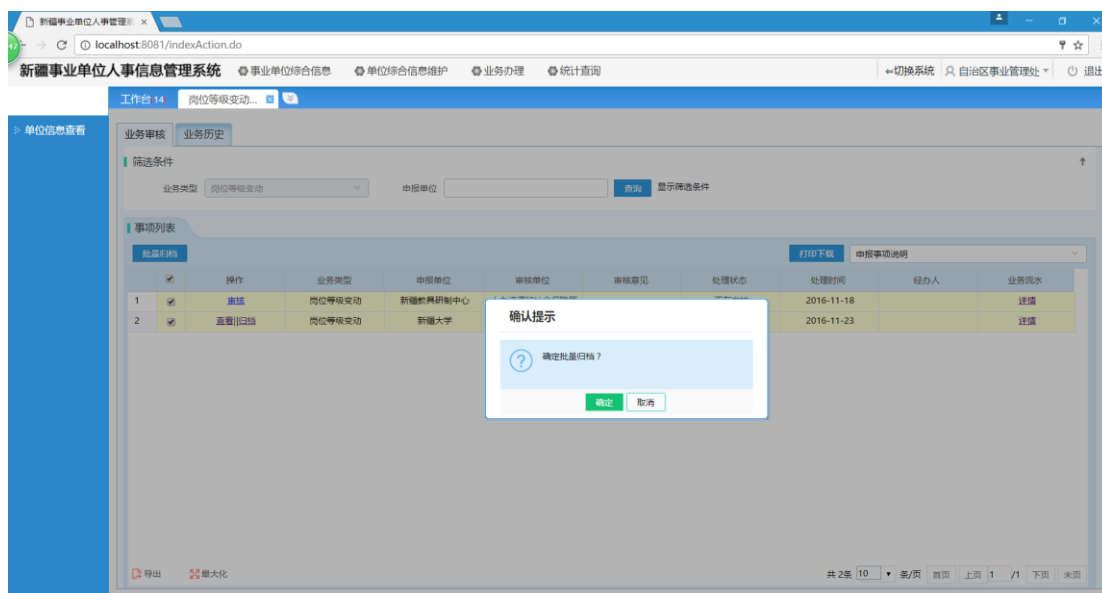 新疆事业单位人事管理
localhost:8081/indexAction.do
新疆事业单位人事信息管理系统 事业单位综合信息 单位综合信息维护 业务办理 统计查询 切换系统 自治区事业管理处 退出
工作台 14 岗位等级变动...
单位信息查看
业务审核 业务历史
筛选条件
业务类型 岗位等级变动 申报单位 查询 显示筛选条件
事项列表
批量归档 打印下载 申报事项说明
操作 业务类型 申报单位 审核单位 审核意见 处理状态 处理时间 经办人 业务流水
1 审核 岗位等级变动 新疆教具研制中心 2016-11-18 详情
2 查看||归档 岗位等级变动 新疆大学 2016-11-23 详情
确认提示
确定批量归档？
确定 取消
导出 最大化 共 2条 10 条/页 首页 上页 1 /1 下页 末页